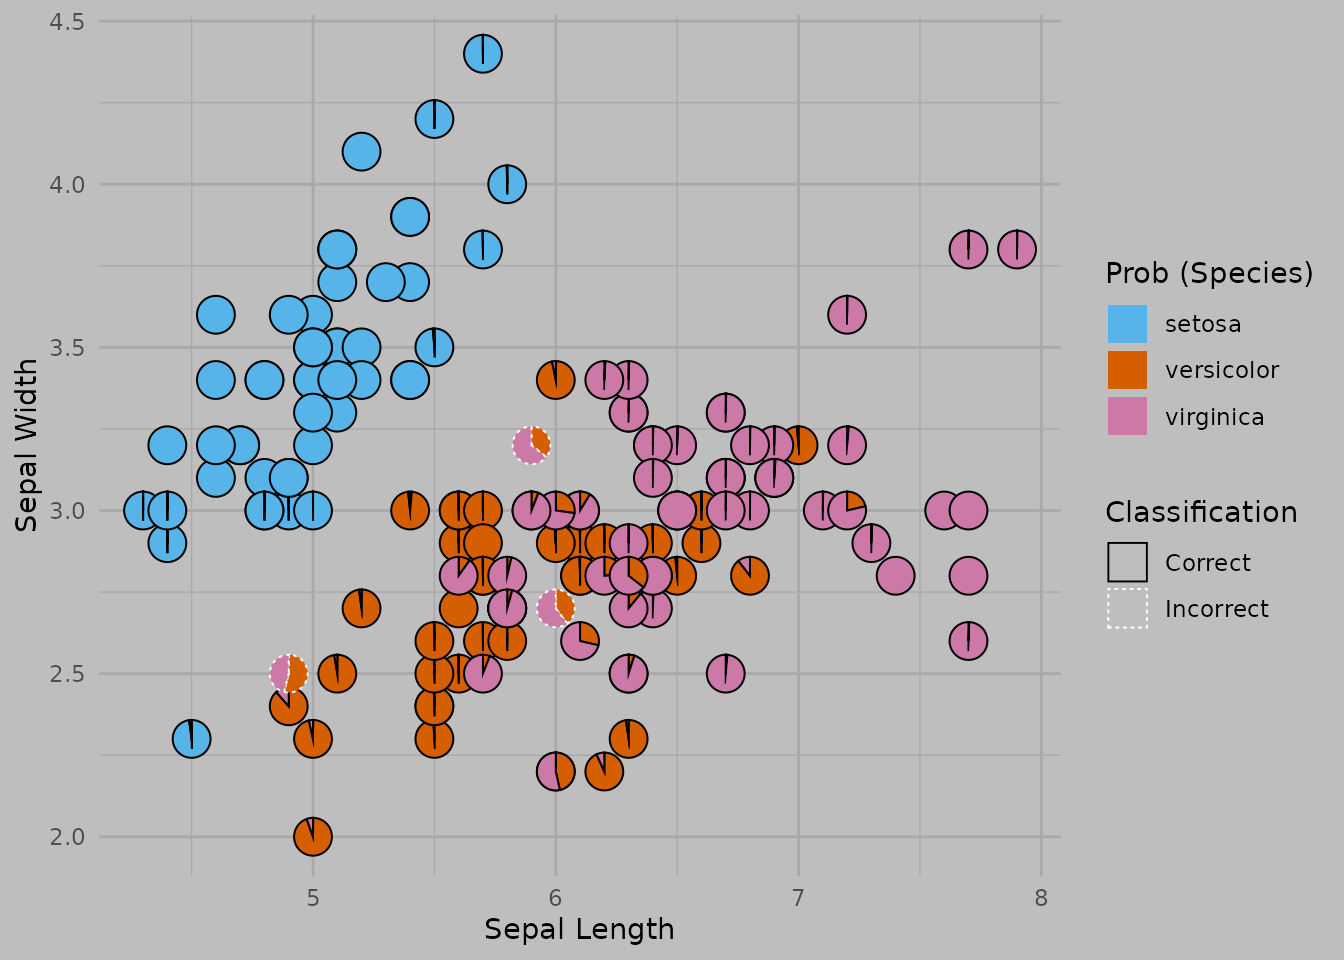 4.5
4.0
3.5
3.0
2.5
2.0
Sepal Width
5
6
7
8
Sepal Length
Prob (Species)
setosa
versicolor
virginica
Classification
Correct
Incorrect